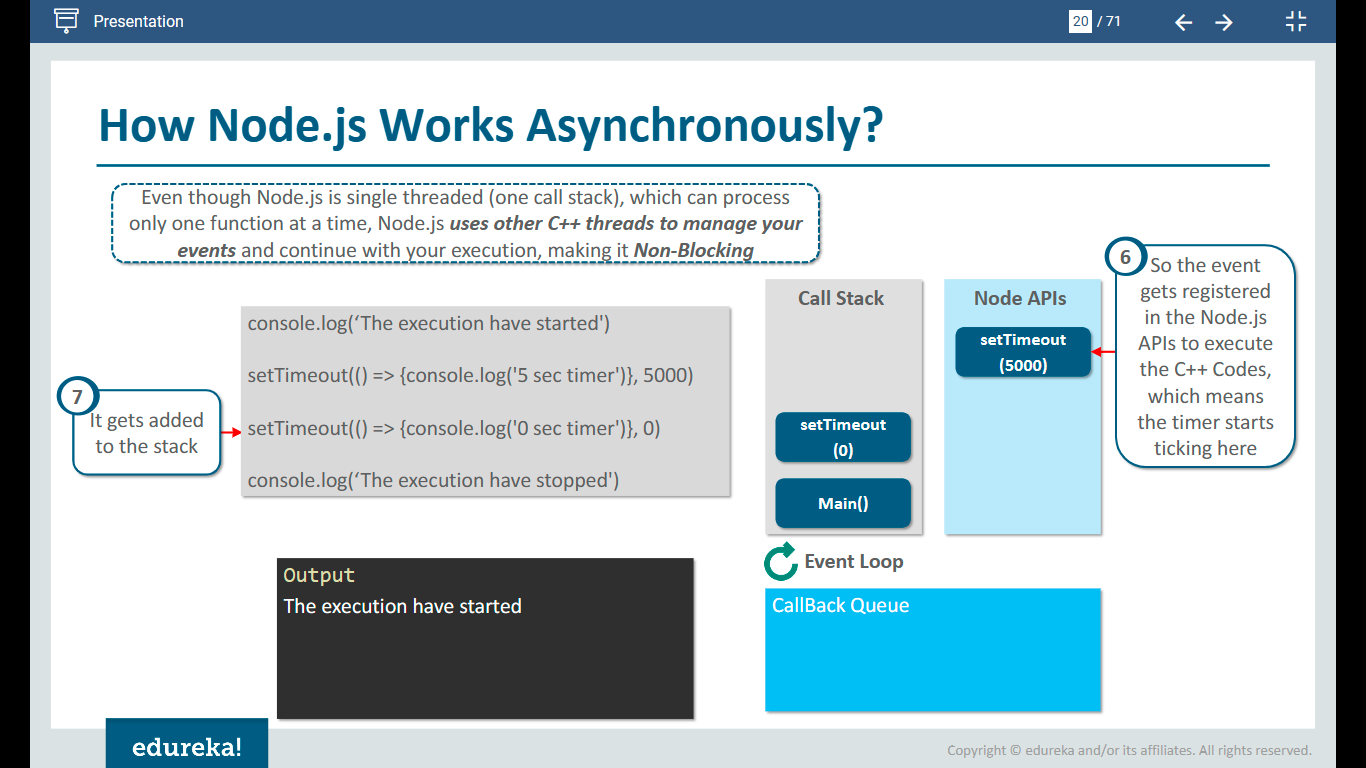 Presentation
20 / 71
How Node.js Works Asynchronously?
Even though Node.js is single threaded (one call stack), which can process
only one function at a time, Node.js uses other C++ threads to manage your
events and continue with your execution, making it Non-Blocking
console.log(‘The execution have started')
setTimeout(() => {console.log('5 sec timer')}, 5000)
setTimeout(() => {console.log('0 sec timer')}, 0)
console.log(‘The execution have stopped')
7
It gets added
to the stack
Call Stack
setTimeout
(0)
Main()
Node APIs
setTimeout
(5000)
6
So the event
gets registered
in the Node.js
APIs to execute
the C++ Codes,
which means
the timer starts
ticking here
Output
The execution have started
Event Loop
CallBack Queue
edureka!
Copyright © edureka and/or its affiliates. All rights reserved.